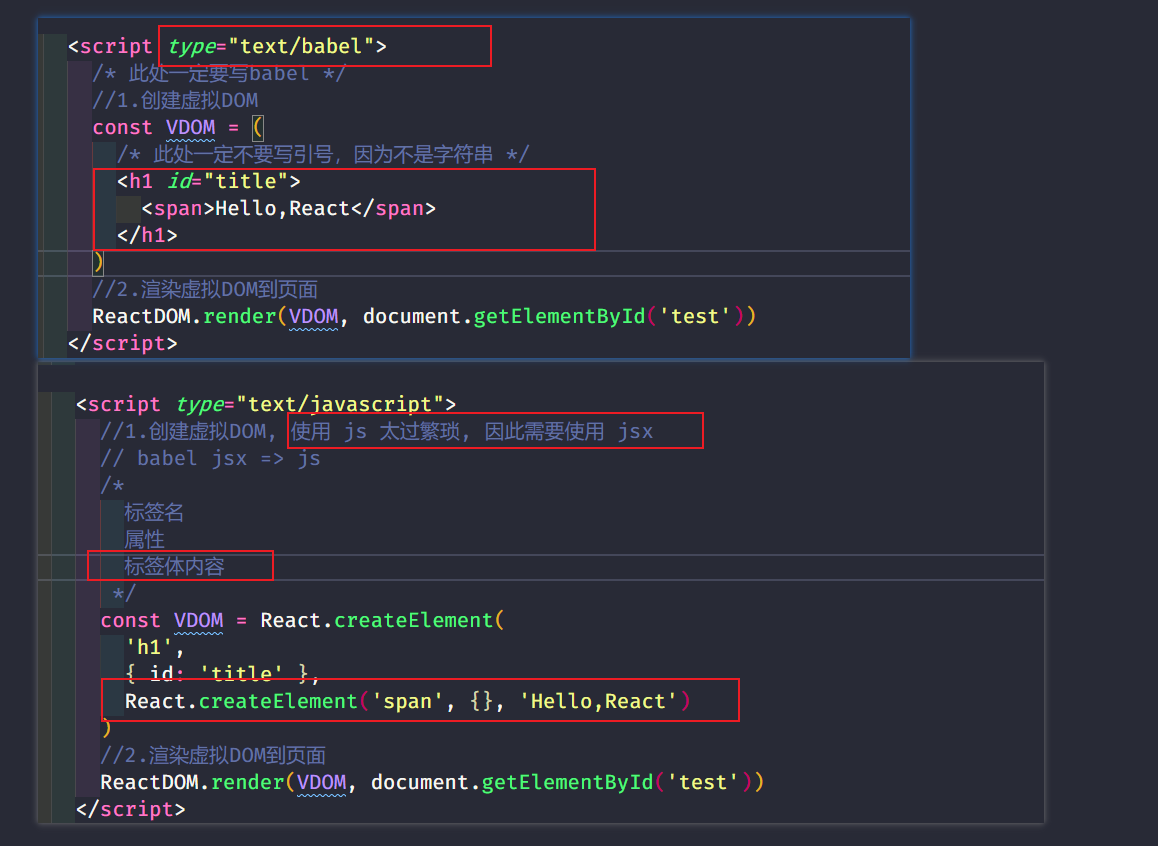 <script type="text/babel">
/* 此处一定要写babel */
//1.创建虚拟DOM
const VDOM = (
/* 此处一定不要写引号, 因为不是字符串 */
<h1 id="title">
<span>Hello,React</span>
</h1>
)
//2.渲染虚拟DOM到页面
ReactDOM.render(VDOM, document.getElementById('test'))
</script>
<script type="text/javascript">
//1.创建虚拟DOM, 使用 js 太过繁琐, 因此需要使用 jsx
// babel jsx => js
/*
标签名
属性
标签体内容
*/
const VDOM = React.createElement(
'h1',
{ id: 'title' },
React.createElement('span', {}, 'Hello,React')
)
//2.渲染虚拟DOM到页面
ReactDOM.render(VDOM, document.getElementById('test'))
</script>